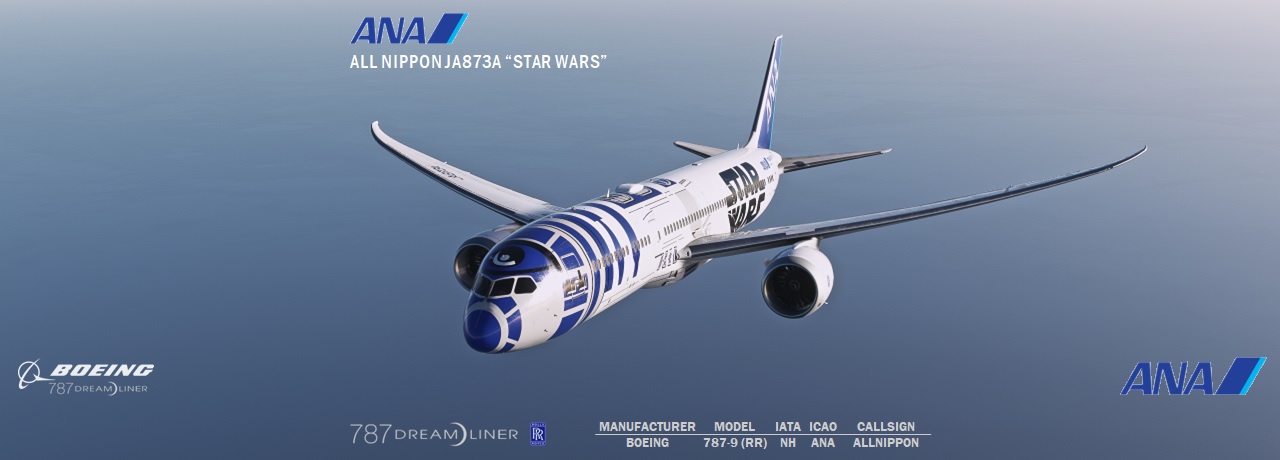 ANA
ALL NIPPON JA873A “STAR WARS”
STAR
WARS
787
BOEING
787 DREAMLINER
ANA
787 DREAMLINER
MANUFACTURER MODEL IATA ICAO CALLSIGN
BOEING 787-9 (RR) NH ANA ALLNIPPON